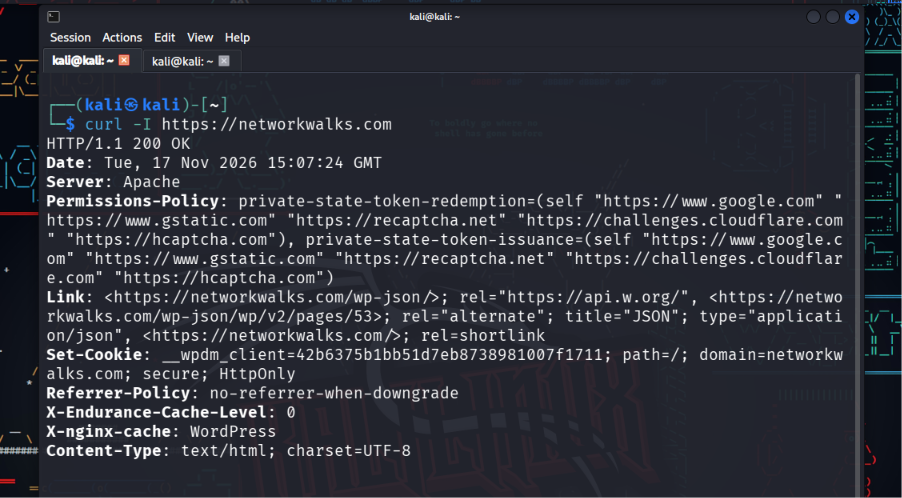 kali@kali: ~
Session Actions Edit View Help
kali@kali: ~
kali@kali: ~
┌──(kali㉿kali)-[~]
└─$ curl -I https://networkwalks.com
HTTP/1.1 200 OK
Date: Tue, 17 Nov 2026 15:07:24 GMT
Server: Apache
Permissions-Policy: private-state-token-redemption=(self "https://www.google.com" "
https://www.gstatic.com" "https://recaptcha.net" "https://challenges.cloudflare.com
" "https://hcaptcha.com"), private-state-token-issuance=(self "https://www.google.c
om" "https://www.gstatic.com" "https://recaptcha.net" "https://challenges.cloudflar
e.com" "https://hcaptcha.com")
Link: <https://networkwalks.com/wp-json/>; rel="https://api.w.org/", <https://netwo
rkwalks.com/wp-json/wp/v2/pages/53>; rel="alternate"; title="JSON"; type="applicati
on/json", <https://networkwalks.com/>; rel=shortlink
Set-Cookie: __wpdm_client=42b6375b1bb51d7eb8738981007f1711; path=/; domain=networkw
alks.com; secure; HttpOnly
Referrer-Policy: no-referrer-when-downgrade
X-Endurance-Cache-Level: 0
X-nginx-cache: WordPress
Content-Type: text/html; charset=UTF-8